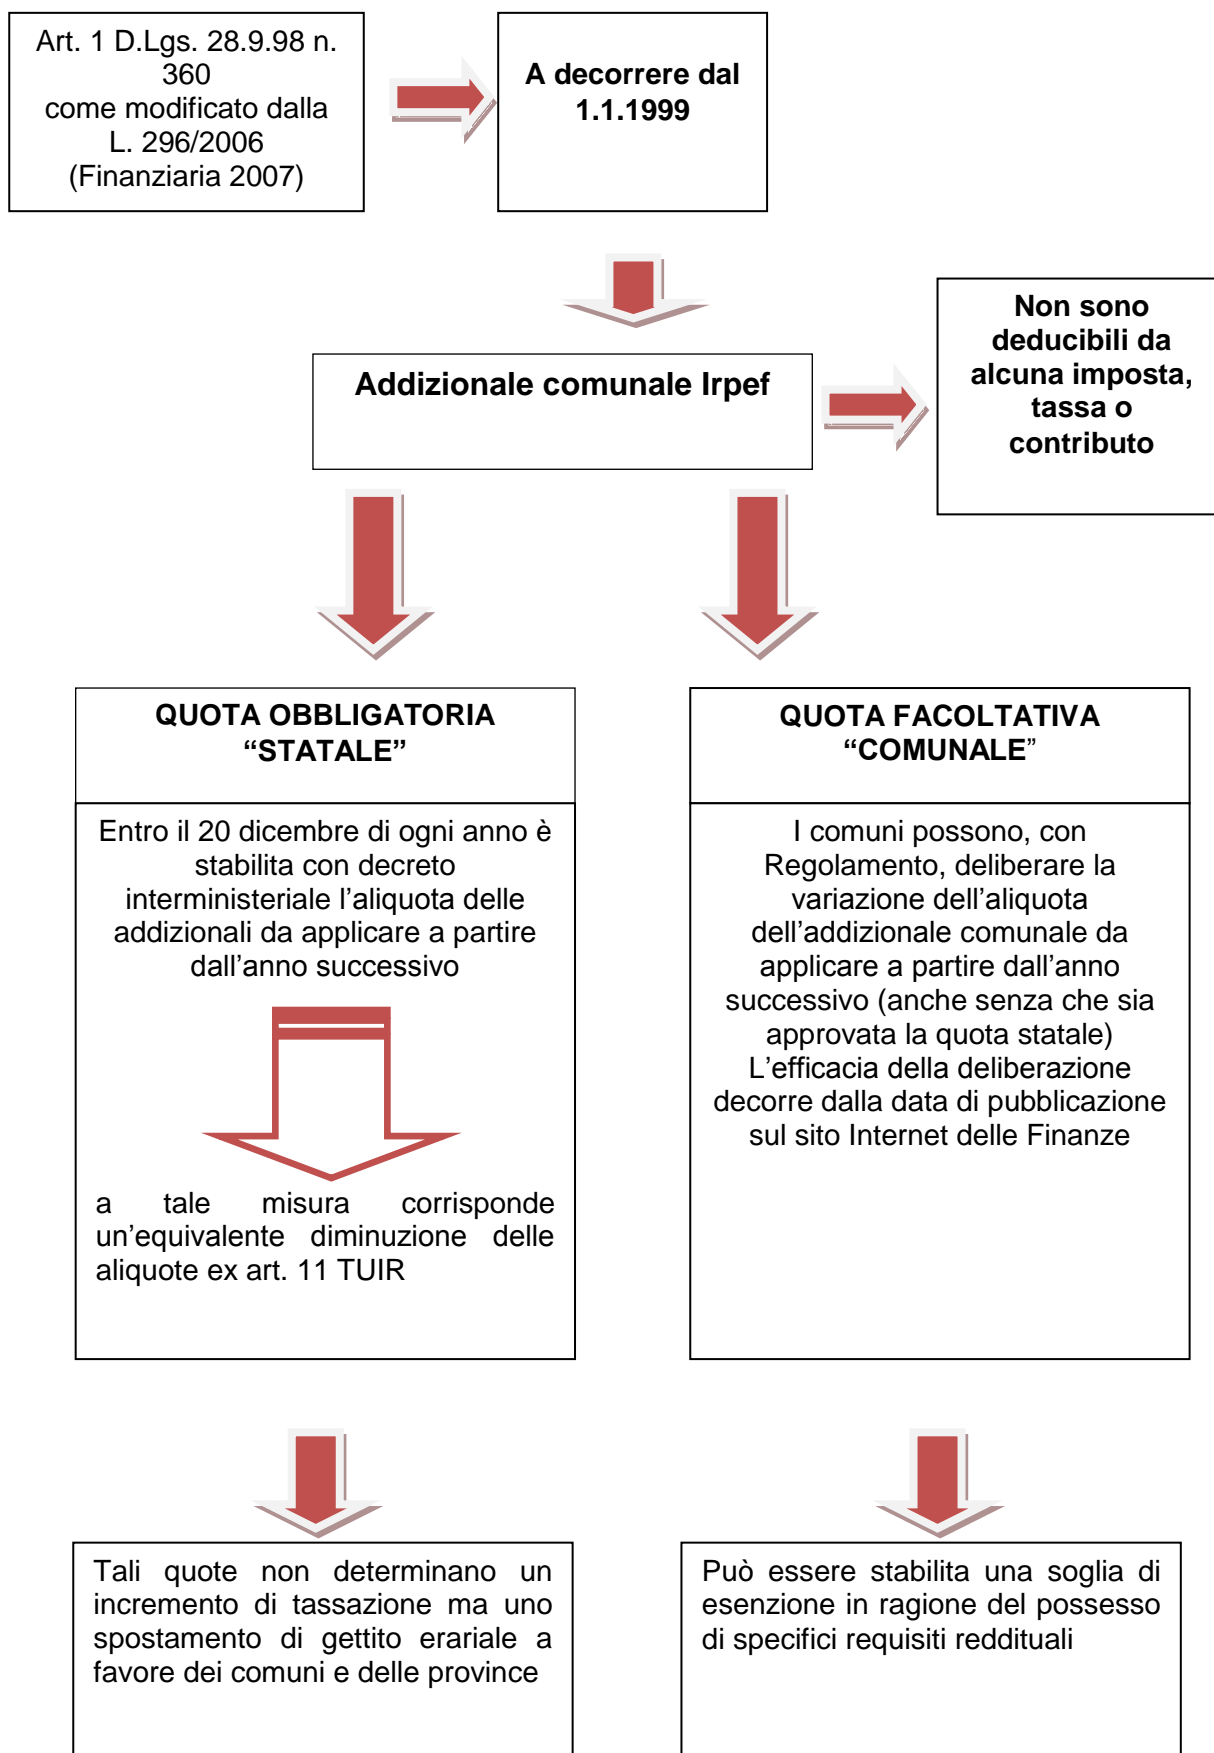 Art. 1 D.Lgs. 28.9.98 n.
360
come modificato dalla
L. 296/2006
(Finanziaria 2007)
A decorrere dal
1.1.1999
Non sono
deducibili da
alcuna imposta,
tassa o
contributo
Addizionale comunale Irpef
QUOTA OBBLIGATORIA
“STATALE”
Entro il 20 dicembre di ogni anno è
stabilita con decreto
interministeriale l’aliquota delle
addizionali da applicare a partire
dall’anno successivo
a tale misura corrisponde
un’equivalente diminuzione delle
aliquote ex art. 11 TUIR
QUOTA FACOLTATIVA
“COMUNALE”
I comuni possono, con
Regolamento, deliberare la
variazione dell’aliquota
dell’addizionale comunale da
applicare a partire dall’anno
successivo (anche senza che sia
approvata la quota statale)
L’efficacia della deliberazione
decorre dalla data di pubblicazione
sul sito Internet delle Finanze
Tali quote non determinano un
incremento di tassazione ma uno
spostamento di gettito erariale a
favore dei comuni e delle province
Può essere stabilita una soglia di
esenzione in ragione del possesso
di specifici requisiti reddituali